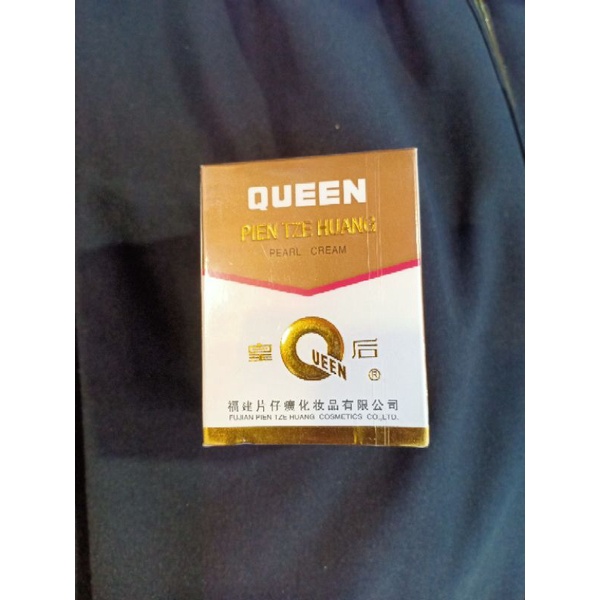 QUEEN
PIEN TZE HUANG
PEARL CREAM
皇 QUEEN 后
®
福建片仔癀化妆品有限公司
FUJIAN PIEN TZE HUANG COSMETICS CO.,LTD.